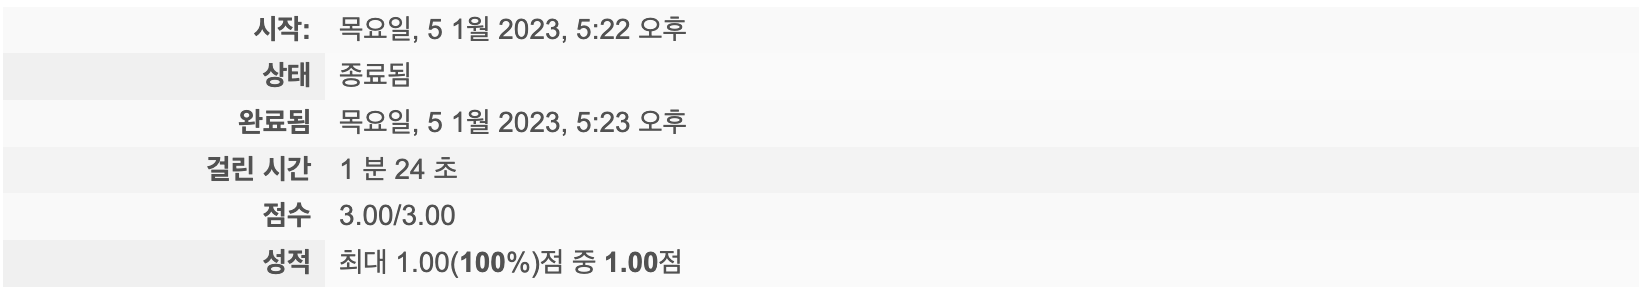 시작: 목요일, 5 1월 2023, 5:22 오후
상태 종료됨
완료됨 목요일, 5 1월 2023, 5:23 오후
걸린 시간 1 분 24 초
점수 3.00/3.00
성적 최대 1.00(100%)점 중 1.00점